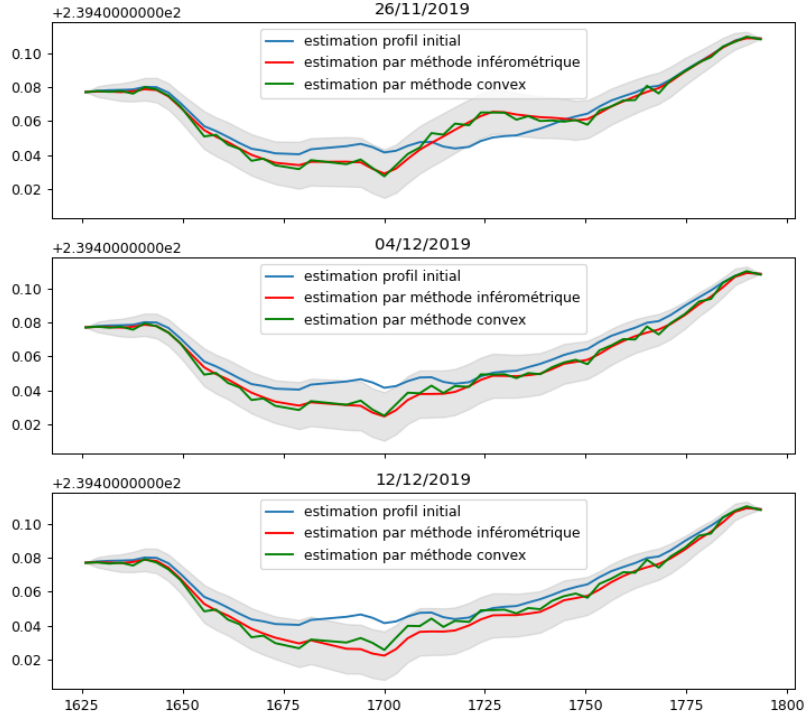 26/11/2019
+2.3940000000e2
estimation profil initial
estimation par méthode inférométrique
estimation par méthode convex
0.10
0.08
0.06
0.04
0.02
04/12/2019
+2.3940000000e2
estimation profil initial
estimation par méthode inférométrique
estimation par méthode convex
0.10
0.08
0.06
0.04
0.02
12/12/2019
+2.3940000000e2
estimation profil initial
estimation par méthode inférométrique
estimation par méthode convex
0.10
0.08
0.06
0.04
0.02
1625 1650 1675 1700 1725 1750 1775 1800